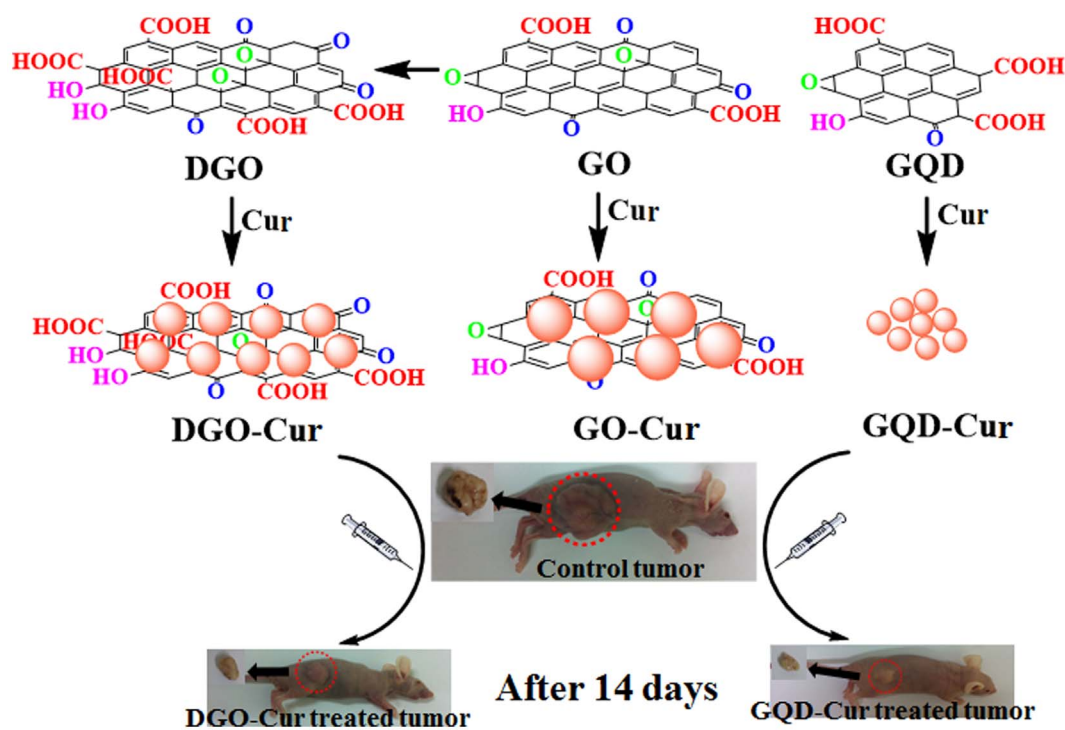 COOH O O COOH O COOH
HOOC O O O COOH
HOOC O O O O O
HO O HO COOH HO COOH
HO O COOH COOH O O
DGO GO GQD
Cur Cur Cur
COOH O O COOH O
HOOC O O O
HOOC O O O
HO COOH HO COOH
HO O COOH O
DGO-Cur GO-Cur GQD-Cur
Control tumor
After 14 days
DGO-Cur treated tumor GQD-Cur treated tumor